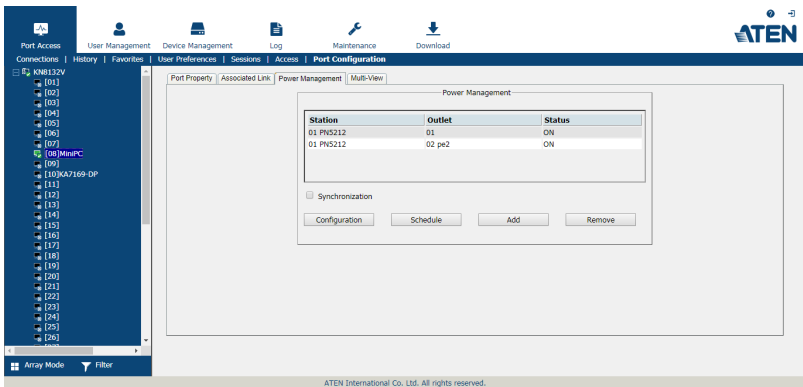 ATEN
Port Access User Management Device Management Log Maintenance Download
Connections | History | Favorites | User Preferences | Sessions | Access | Port Configuration
KN8132V
[01]
[02]
[03]
[04]
[05]
[06]
[07]
[08]MiniPC
[09]
[10]KA7169-DP
[11]
[12]
[13]
[14]
[15]
[16]
[17]
[18]
[19]
[20]
[21]
[22]
[23]
[24]
[25]
[26]
Array Mode Filter
Port Property Associated Link Power Management Multi-View
Power Management
Station Outlet Status
01 PN5212 01 ON
01 PN5212 02 pe2 ON
Synchronization
Configuration Schedule Add Remove
ATEN International Co. Ltd. All rights reserved.